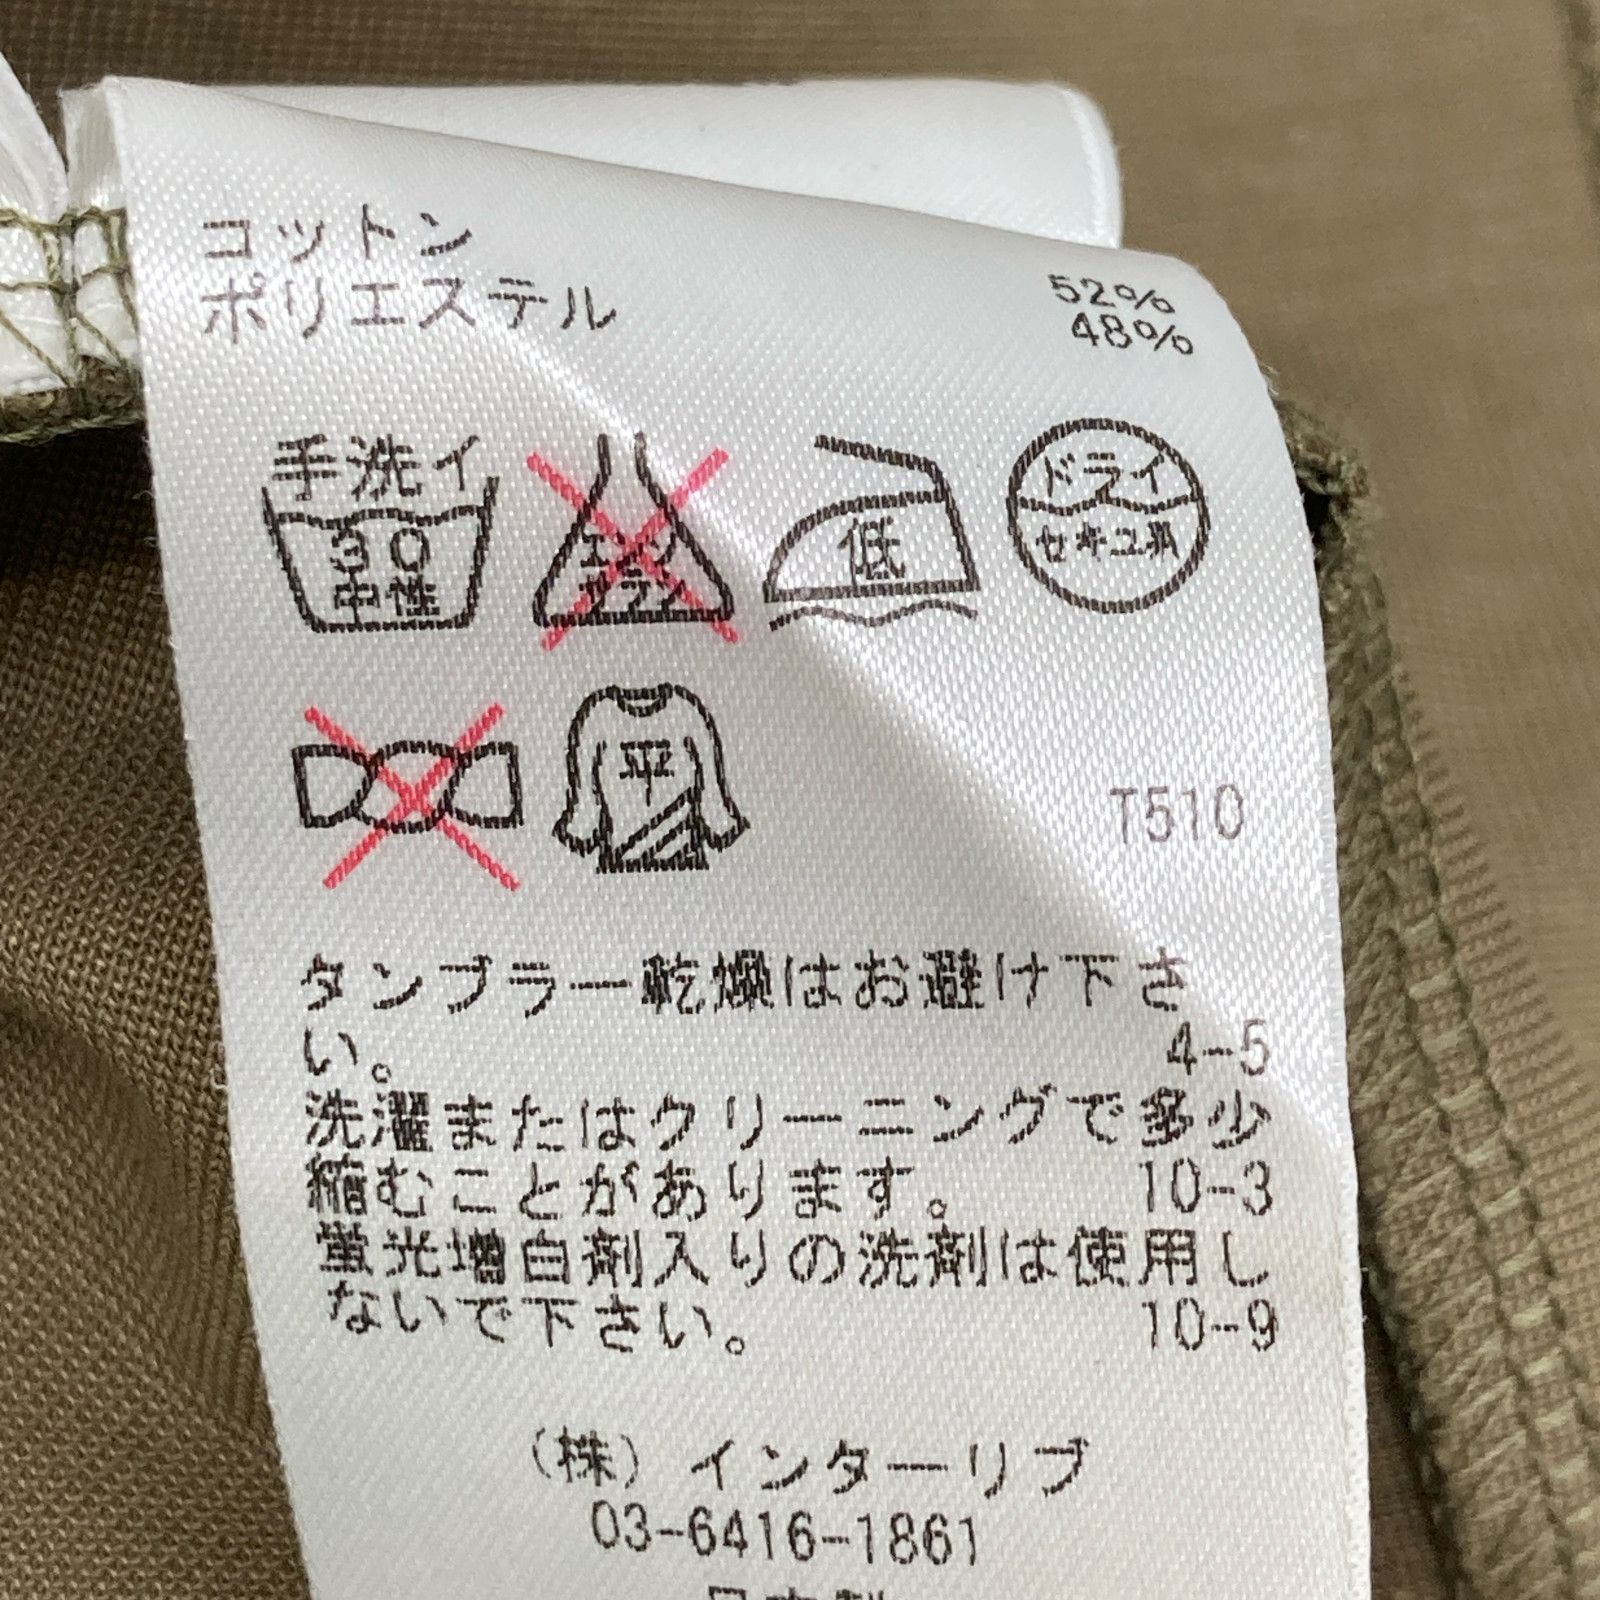 コットン 52%
ポリエステル 48%
手洗イ
30
中性
エンソ
サラシ
低
ドライ
セキユ系
平
T510
タンブラー乾燥はお避け下さ
い。 4-5
洗濯またはクリーニングで多少
縮むことがあります。 10-3
蛍光増白剤入りの洗剤は使用し
ないで下さい。 10-9
(株)インターリブ
03-6416-1861